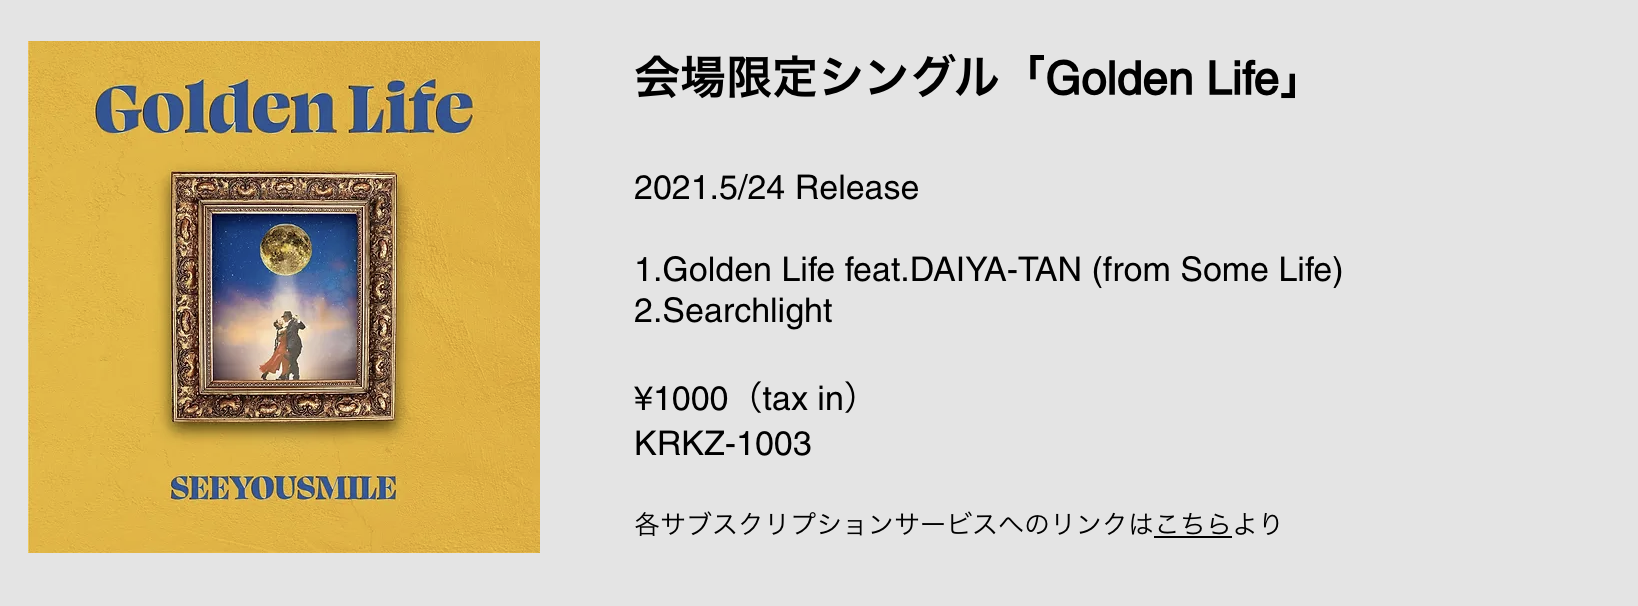 Golden Life
SEEYOUSMILE
会場限定シングル「Golden Life」
2021.5/24 Release
1.Golden Life feat.DAIYA-TAN (from Some Life)
2.Searchlight
¥1000（tax in）
KRKZ-1003
各サブスクリプションサービスへのリンクはこちらより